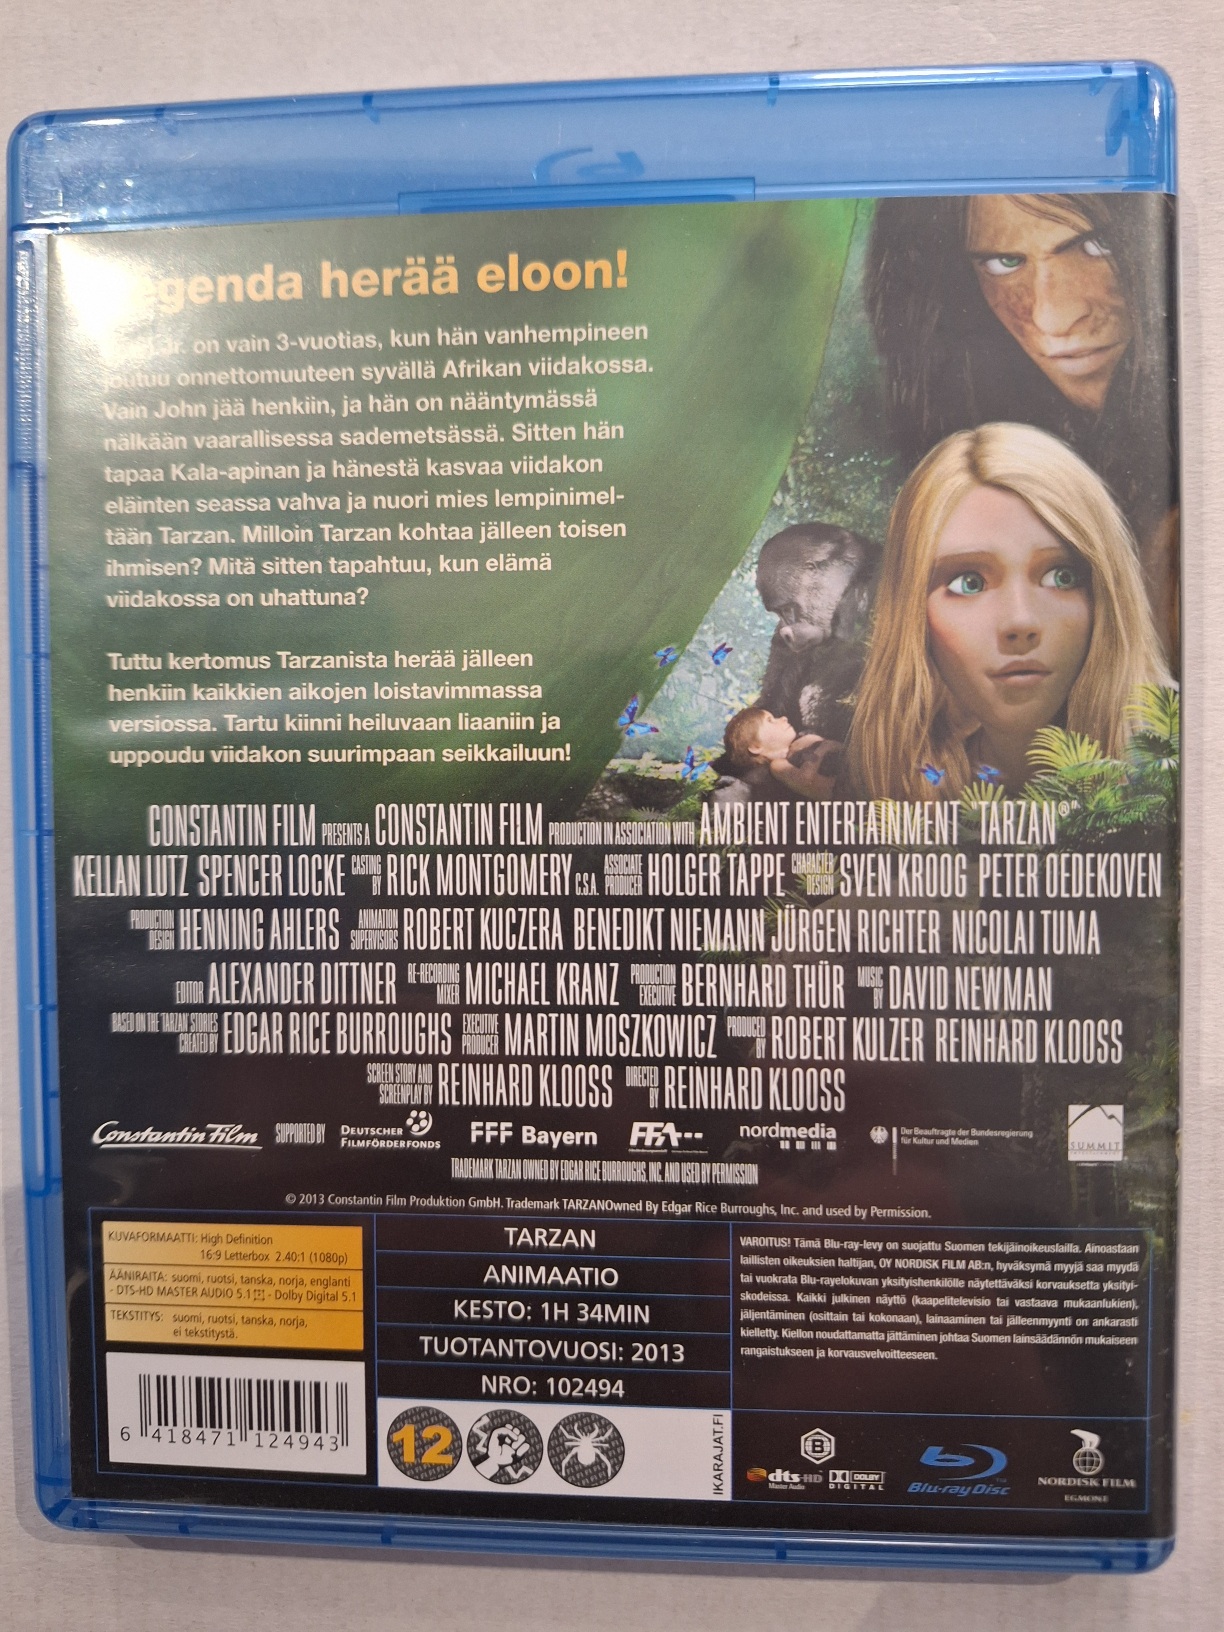 egenda herää eloon!
Jr. on vain 3-vuotias, kun hän vanhempineen
joutuu onnettomuuteen syvällä Afrikan viidakossa.
Vain John jää henkiin, ja hän on nääntymässä
nälkään vaarallisessa sademetsässä. Sitten hän
tapaa Kala-apinan ja hänestä kasvaa viidakon
eläinten seassa vahva ja nuori mies lempinimel-
tään Tarzan. Milloin Tarzan kohtaa jälleen toisen
ihmisen? Mitä sitten tapahtuu, kun elämä
viidakossa on uhattuna?
Tuttu kertomus Tarzanista herää jälleen
henkiin kaikkien aikojen loistavimmassa
versiossa. Tartu kiinni heiluvaan liaaniin ja
uppoudu viidakon suurimpaan seikkailuun!
CONSTANTIN FILM PRESENTS A CONSTANTIN FILM PRODUCTION IN ASSOCIATION WITH AMBIENT ENTERTAINMENT "TARZAN®"
KELLAN LUTZ SPENCER LOCKE CASTING BY RICK MONTGOMERY C.S.A. ASSOCIATE PRODUCER HOLGER TAPPE CHARACTER DESIGN SVEN KROOG PETER OEDEKOVEN
PRODUCTION DESIGN HENNING AHLERS ANIMATION SUPERVISORS ROBERT KUCZERA BENEDIKT NIEMANN JÜRGEN RICHTER NICOLAI TUMA
EDITOR ALEXANDER DITTNER RE-RECORDING MIXER MICHAEL KRANZ PRODUCTION EXECUTIVE BERNHARD THÜR MUSIC BY DAVID NEWMAN
BASED ON THE 'TARZAN' STORIES CREATED BY EDGAR RICE BURROUGHS EXECUTIVE PRODUCER MARTIN MOSZKOWICZ PRODUCED BY ROBERT KULZER REINHARD KLOOSS
SCREEN STORY AND SCREENPLAY BY REINHARD KLOOSS DIRECTED BY REINHARD KLOOSS
Constantin Film SUPPORTED BY DEUTSCHER FILMFÖRDERFONDS FFF Bayern FFA nordmedia Der Beauftragte der Bundesregierung für Kultur und Medien SUMMIT
TRADEMARK TARZAN OWNED BY EDGAR RICE BURROUGHS, INC. AND USED BY PERMISSION
© 2013 Constantin Film Produktion GmbH. Trademark TARZANOwned By Edgar Rice Burroughs, Inc. and used by Permission.
KUVAFORMAATTI: High Definition
16:9 Letterbox 2.40:1 (1080p)
ÄÄNIRAITA: suomi, ruotsi, tanska, norja, englanti
- DTS-HD MASTER AUDIO 5.1 - Dolby Digital 5.1
TEKSTITYS: suomi, ruotsi, tanska, norja,
ei tekstitystä.
6 418471 124943
TARZAN
ANIMAATIO
KESTO: 1H 34MIN
TUOTANTOVUOSI: 2013
NRO: 102494
12
IKARAJAT.FI
VAROITUS! Tämä Blu-ray-levy on suojattu Suomen tekijäinoikeuslailla. Ainoastaan
laillisten oikeuksien haltijan, OY NORDISK FILM AB:n, hyväksymä myyjä saa myydä
tai vuokrata Blu-rayelokuvan yksityishenkilölle näytettäväksi korvauksetta yksityi-
skodeissa. Kaikki julkinen näyttö (kaapelitelevisio tai vastaava mukaanlukien),
jäljentäminen (osittain tai kokonaan), lainaaminen tai jälleenmyynti on ankarasti
kielletty. Kiellon noudattamatta jättäminen johtaa Suomen lainsäädännön mukaiseen
rangaistukseen ja korvausvelvoitteeseen.
B
dts-HD Master Audio
DOLBY DIGITAL
Blu-ray Disc
NORDISK FILM
EGMONT